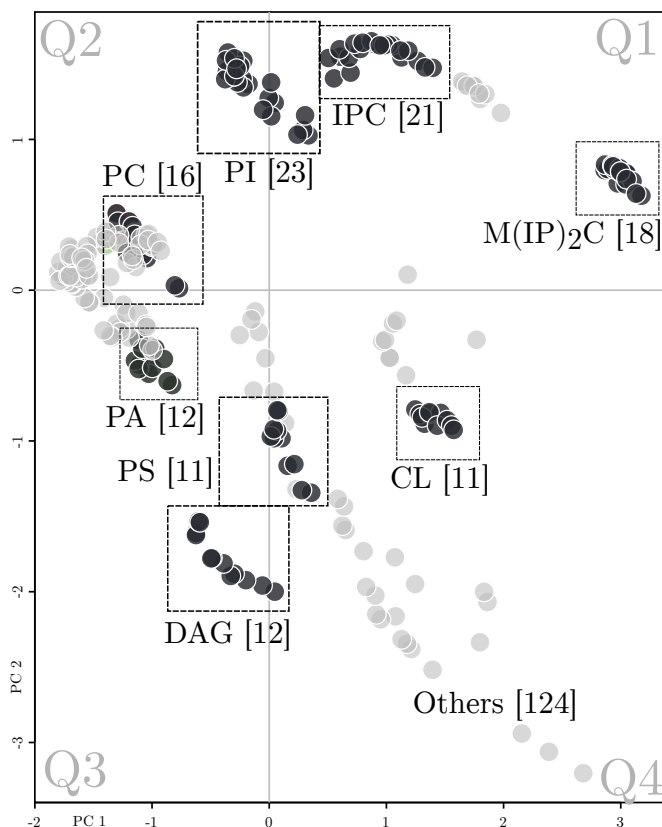 Q2
Q1
IPC [21]
1
PI [23]
PC [16]
M(IP)2C [18]
0
PA [12]
-1
PS [11]
CL [11]
DAG [12]
-2
PC 2
Others [124]
-3
Q3
Q4
-2 PC 1 -1 0 1 2 3